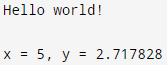 Hello world!
x = 5, y = 2.717828